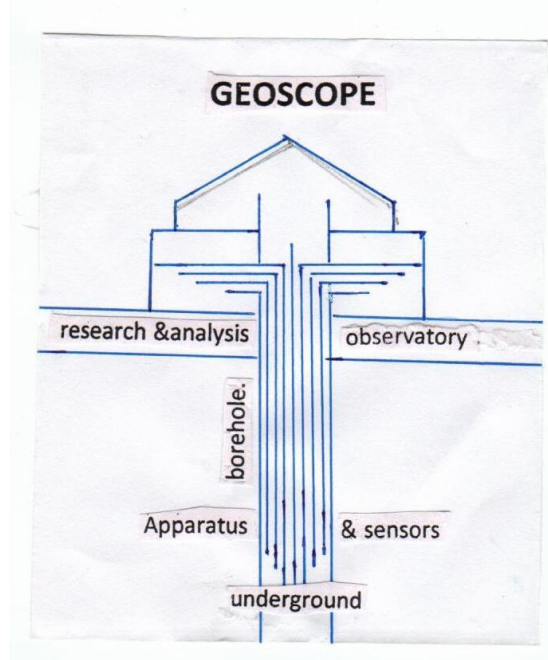 GEOSCOPE
research &analysis
observatory
borehole.
Apparatus
& sensors
underground